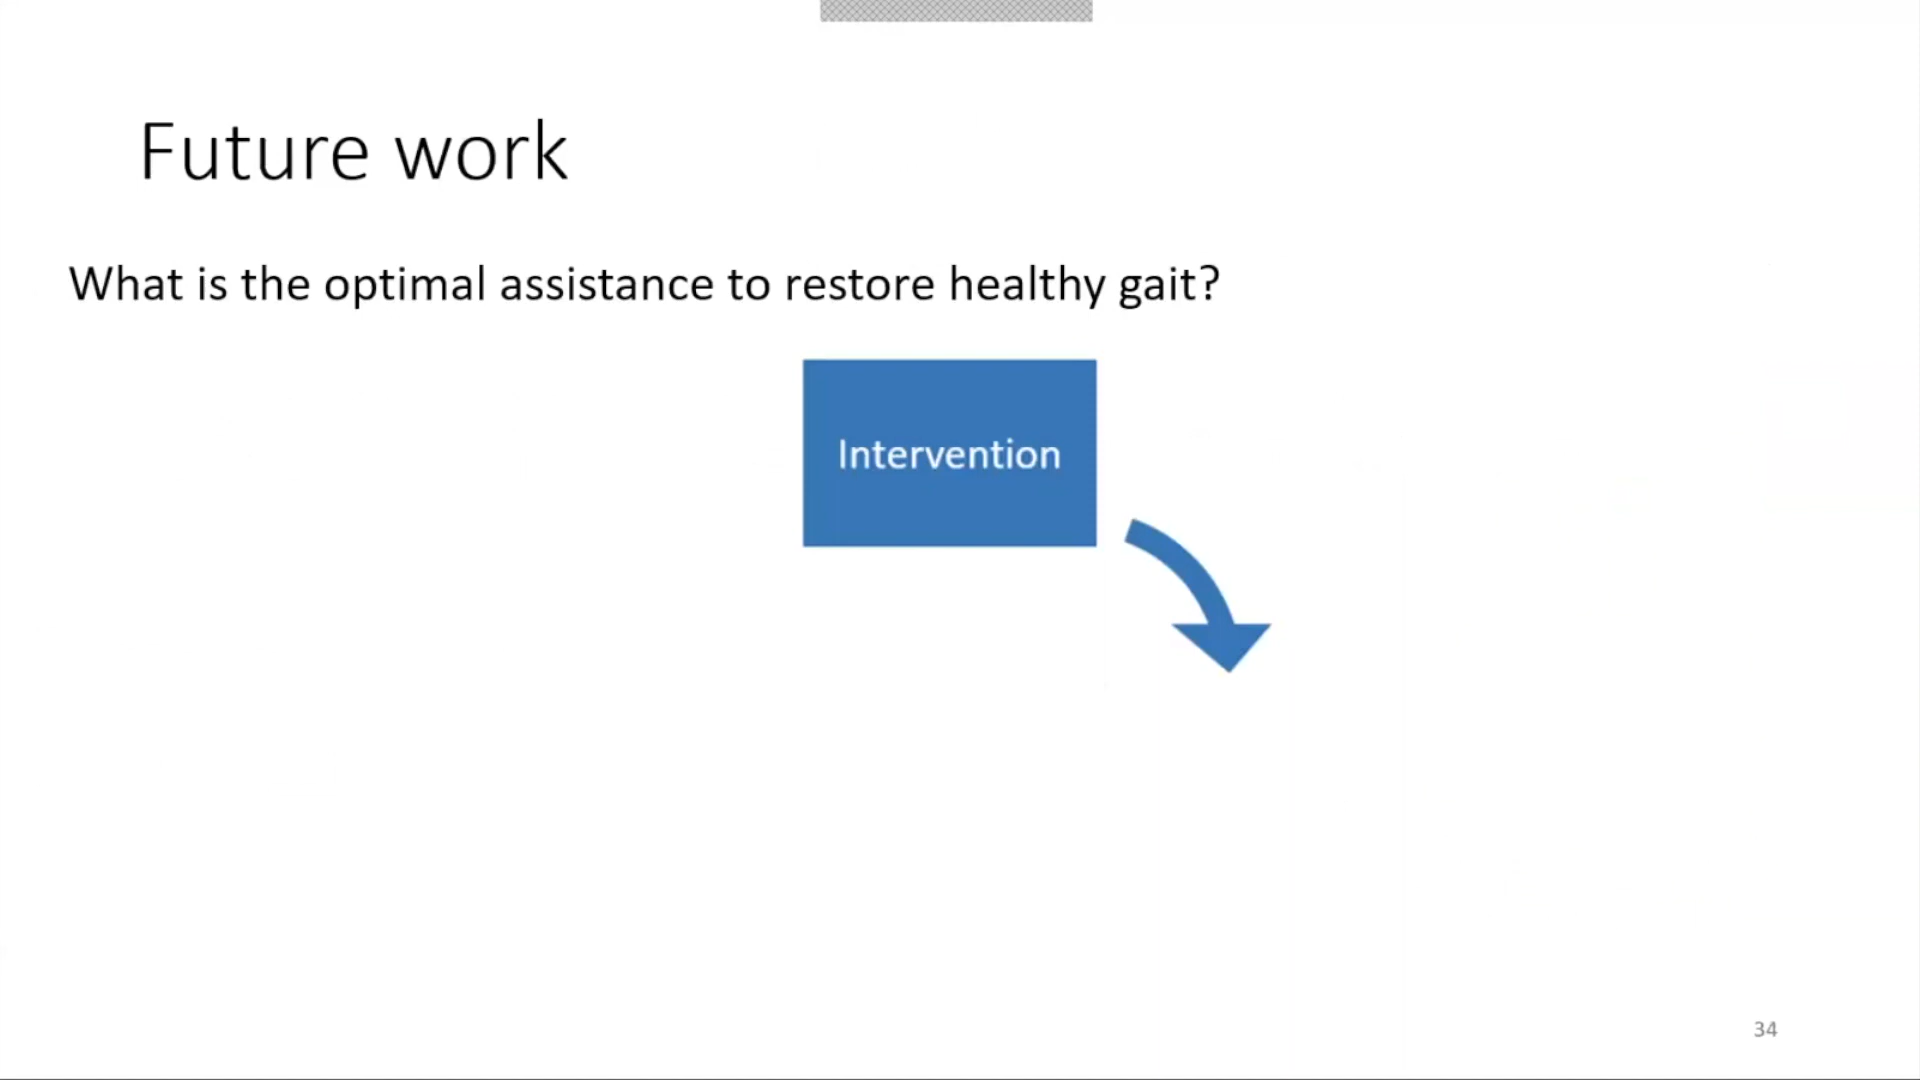 Future work
What is the optimal assistance to restore healthy gait?
Intervention
34